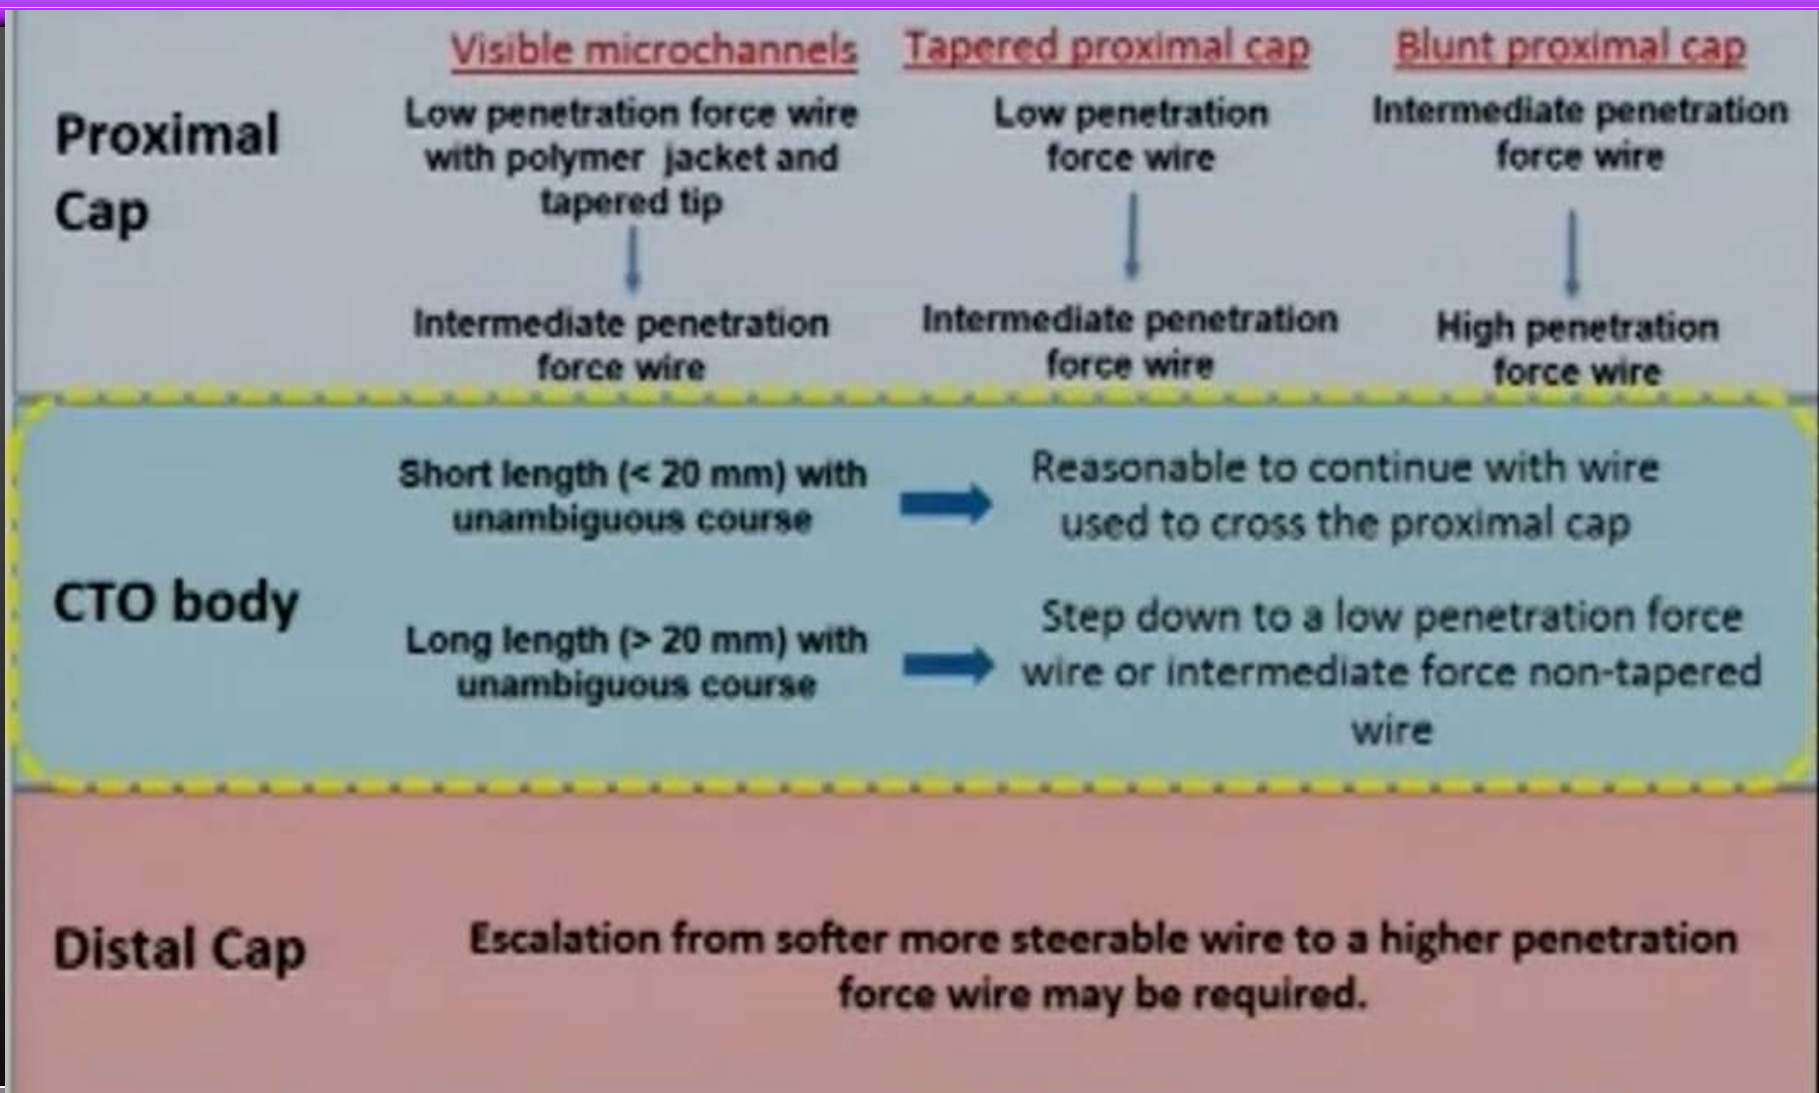 Visible microchannels
Tapered proximal cap
Blunt proximal cap
Proximal
Cap
Low penetration force wire
with polymer jacket and
tapered tip
Intermediate penetration
force wire
Low penetration
force wire
Intermediate penetration
force wire
Intermediate penetration
force wire
High penetration
force wire
CTO body
Short length (< 20 mm) with
unambiguous course
Reasonable to continue with wire
used to cross the proximal cap
Long length (> 20 mm) with
unambiguous course
Step down to a low penetration force
wire or intermediate force non-tapered
wire
Distal Cap
Escalation from softer more steerable wire to a higher penetration
force wire may be required.